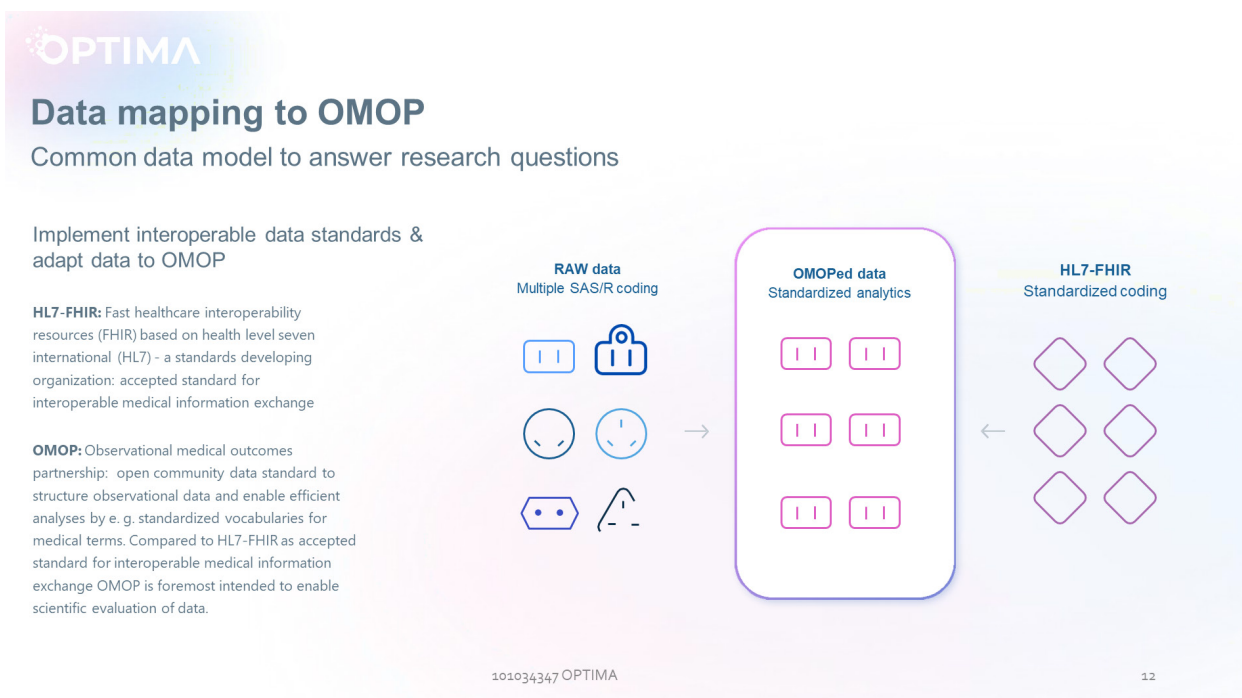 OPTIMA
Data mapping to OMOP
Common data model to answer research questions
Implement interoperable data standards &
adapt data to OMOP
HL7-FHIR: Fast healthcare interoperability
resources (FHIR) based on health level seven
international (HL7) - a standards developing
organization: accepted standard for
interoperable medical information exchange
OMOP: Observational medical outcomes
partnership: open community data standard to
structure observational data and enable efficient
analyses by e. g. standardized vocabularies for
medical terms. Compared to HL7-FHIR as accepted
standard for interoperable medical information
exchange OMOP is foremost intended to enable
scientific evaluation of data.
RAW data
Multiple SAS/R coding
OMOPed data
Standardized analytics
HL7-FHIR
Standardized coding
101034347 OPTIMA
12